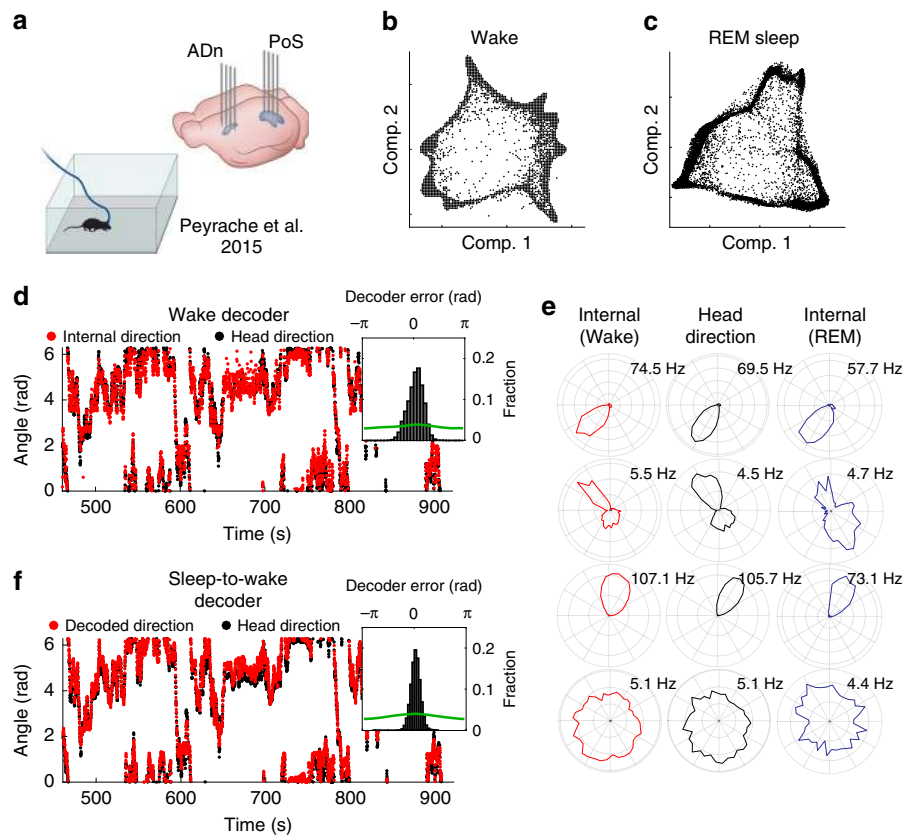 a
ADn
PoS
Peyrache et al.
2015
b
Wake
Comp. 2
Comp. 1
c
REM sleep
Comp. 2
Comp. 1
d
Wake decoder
Internal direction
Head direction
Angle (rad)
6
4
2
0
500
600
700
800
900
Time (s)
Decoder error (rad)
−π
0
π
0.2
0.1
0
Fraction
e
Internal
(Wake)
Head
direction
Internal
(REM)
74.5 Hz
69.5 Hz
57.7 Hz
5.5 Hz
4.5 Hz
4.7 Hz
107.1 Hz
105.7 Hz
73.1 Hz
5.1 Hz
5.1 Hz
4.4 Hz
f
Sleep-to-wake
decoder
Decoded direction
Head direction
Angle (rad)
6
4
2
0
500
600
700
800
900
Time (s)
Decoder error (rad)
−π
0
π
0.2
0.1
0
Fraction